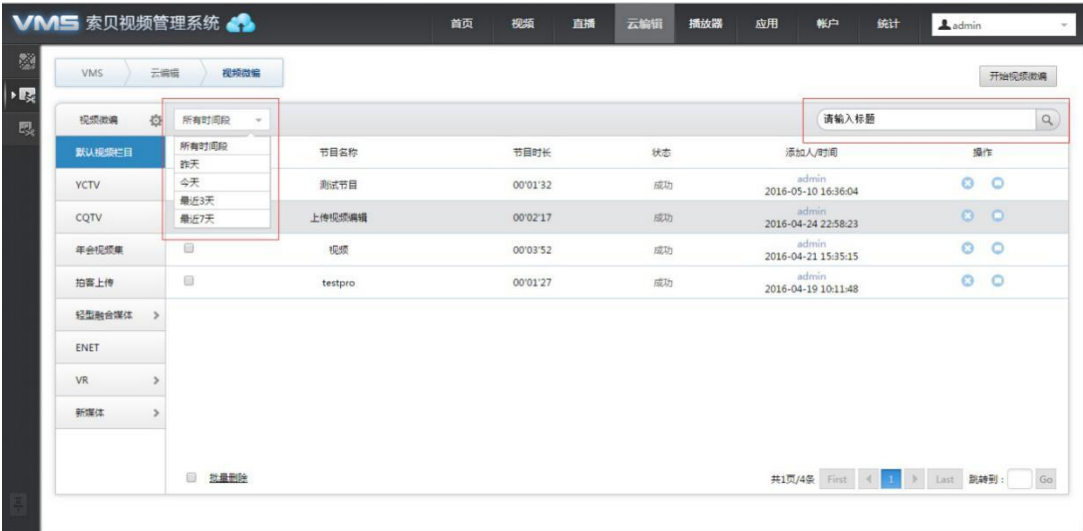 VMS 索贝视频管理系统
首页 视频 直播 云编辑 播放器 应用 帐户 统计 admin
VMS 云编辑 视频微编 开始视频微编
视频微编 所有时间段 请输入标题
默认视频栏目 所有时间段 节目名称 节目时长 状态 添加人/时间 操作
昨天
YCTV 今天 测试节目 00'01'32 成功 admin
2016-05-10 16:36:04
最近3天
CQTV 最近7天 上传视频编辑 00'02'17 成功 admin
2016-04-24 22:58:23
年会视频集 视频 00'03'52 成功 admin
2016-04-21 15:35:15
拍客上传 testpro 00'01'27 成功 admin
2016-04-19 10:11:48
轻型融合媒体
ENET
VR
新媒体
批量删除 共1页/4条 First 1 Last 跳转到: Go